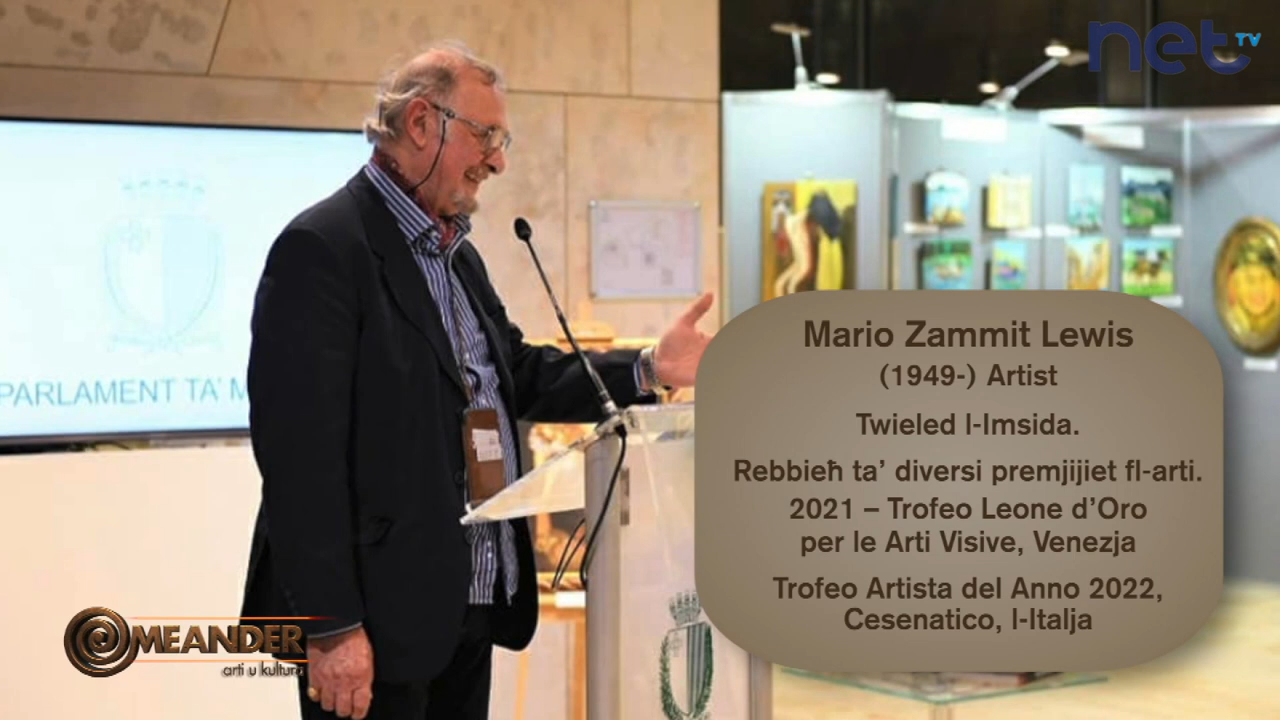 net TV
PARLAMENT TA' M
Mario Zammit Lewis
(1949-) Artist
Twieled l-Imsida.
Rebbieħ ta' diversi premjijiet fl-arti.
2021 – Trofeo Leone d'Oro
per le Arti Visive, Venezja
Trofeo Artista del Anno 2022,
Cesenatico, l-Italja
@MEANDER
arti u kultura